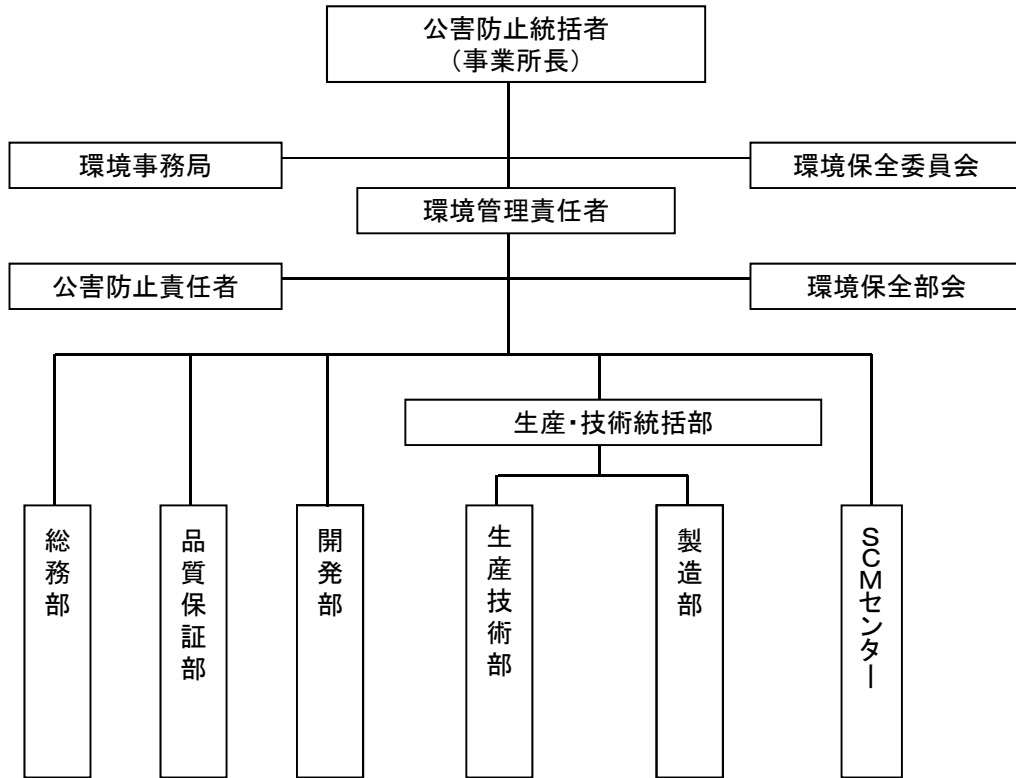 公害防止統括者
（事業所長）
環境事務局
環境保全委員会
環境管理責任者
公害防止責任者
環境保全部会
生産・技術統括部
総務部
品質保証部
開発部
生産技術部
製造部
SCMセンター